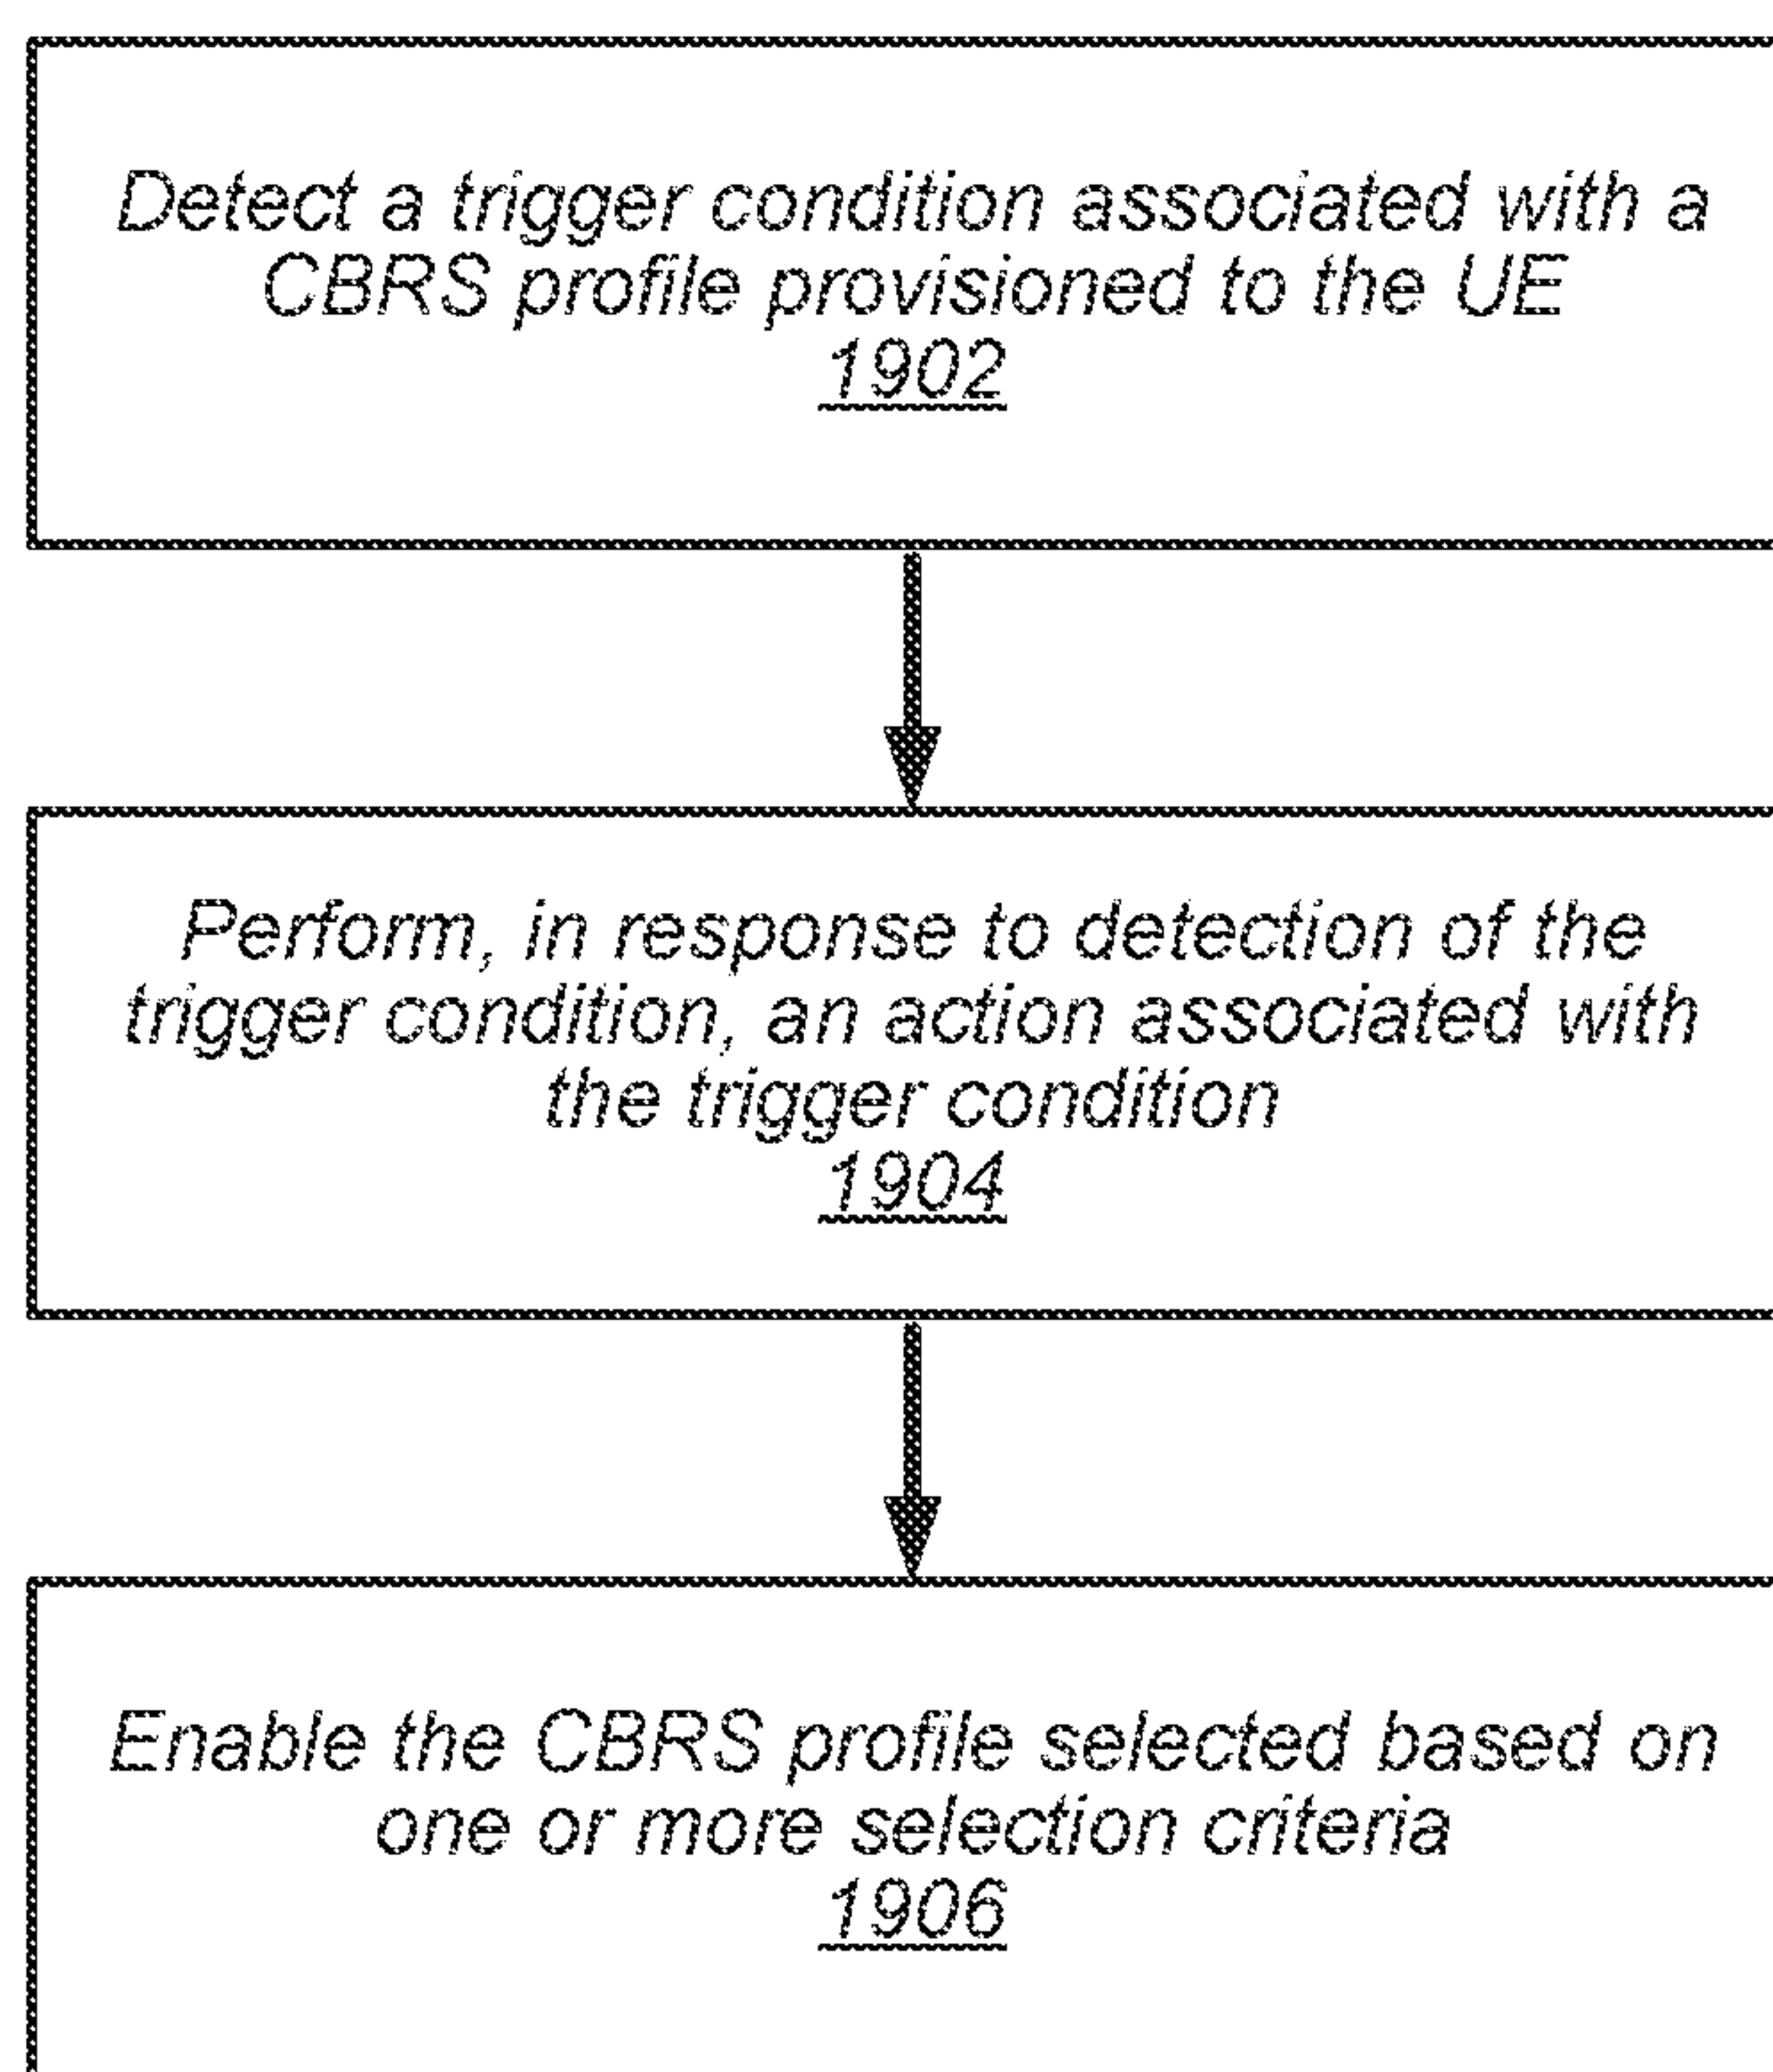 Detect a trigger condition associated with a
CBRS profile provisioned to the UE
1902
Perform, in response to detection of the
trigger condition, an action associated with
the trigger condition
1904
Enable the CBRS profile selected based on
one or more selection criteria
1906